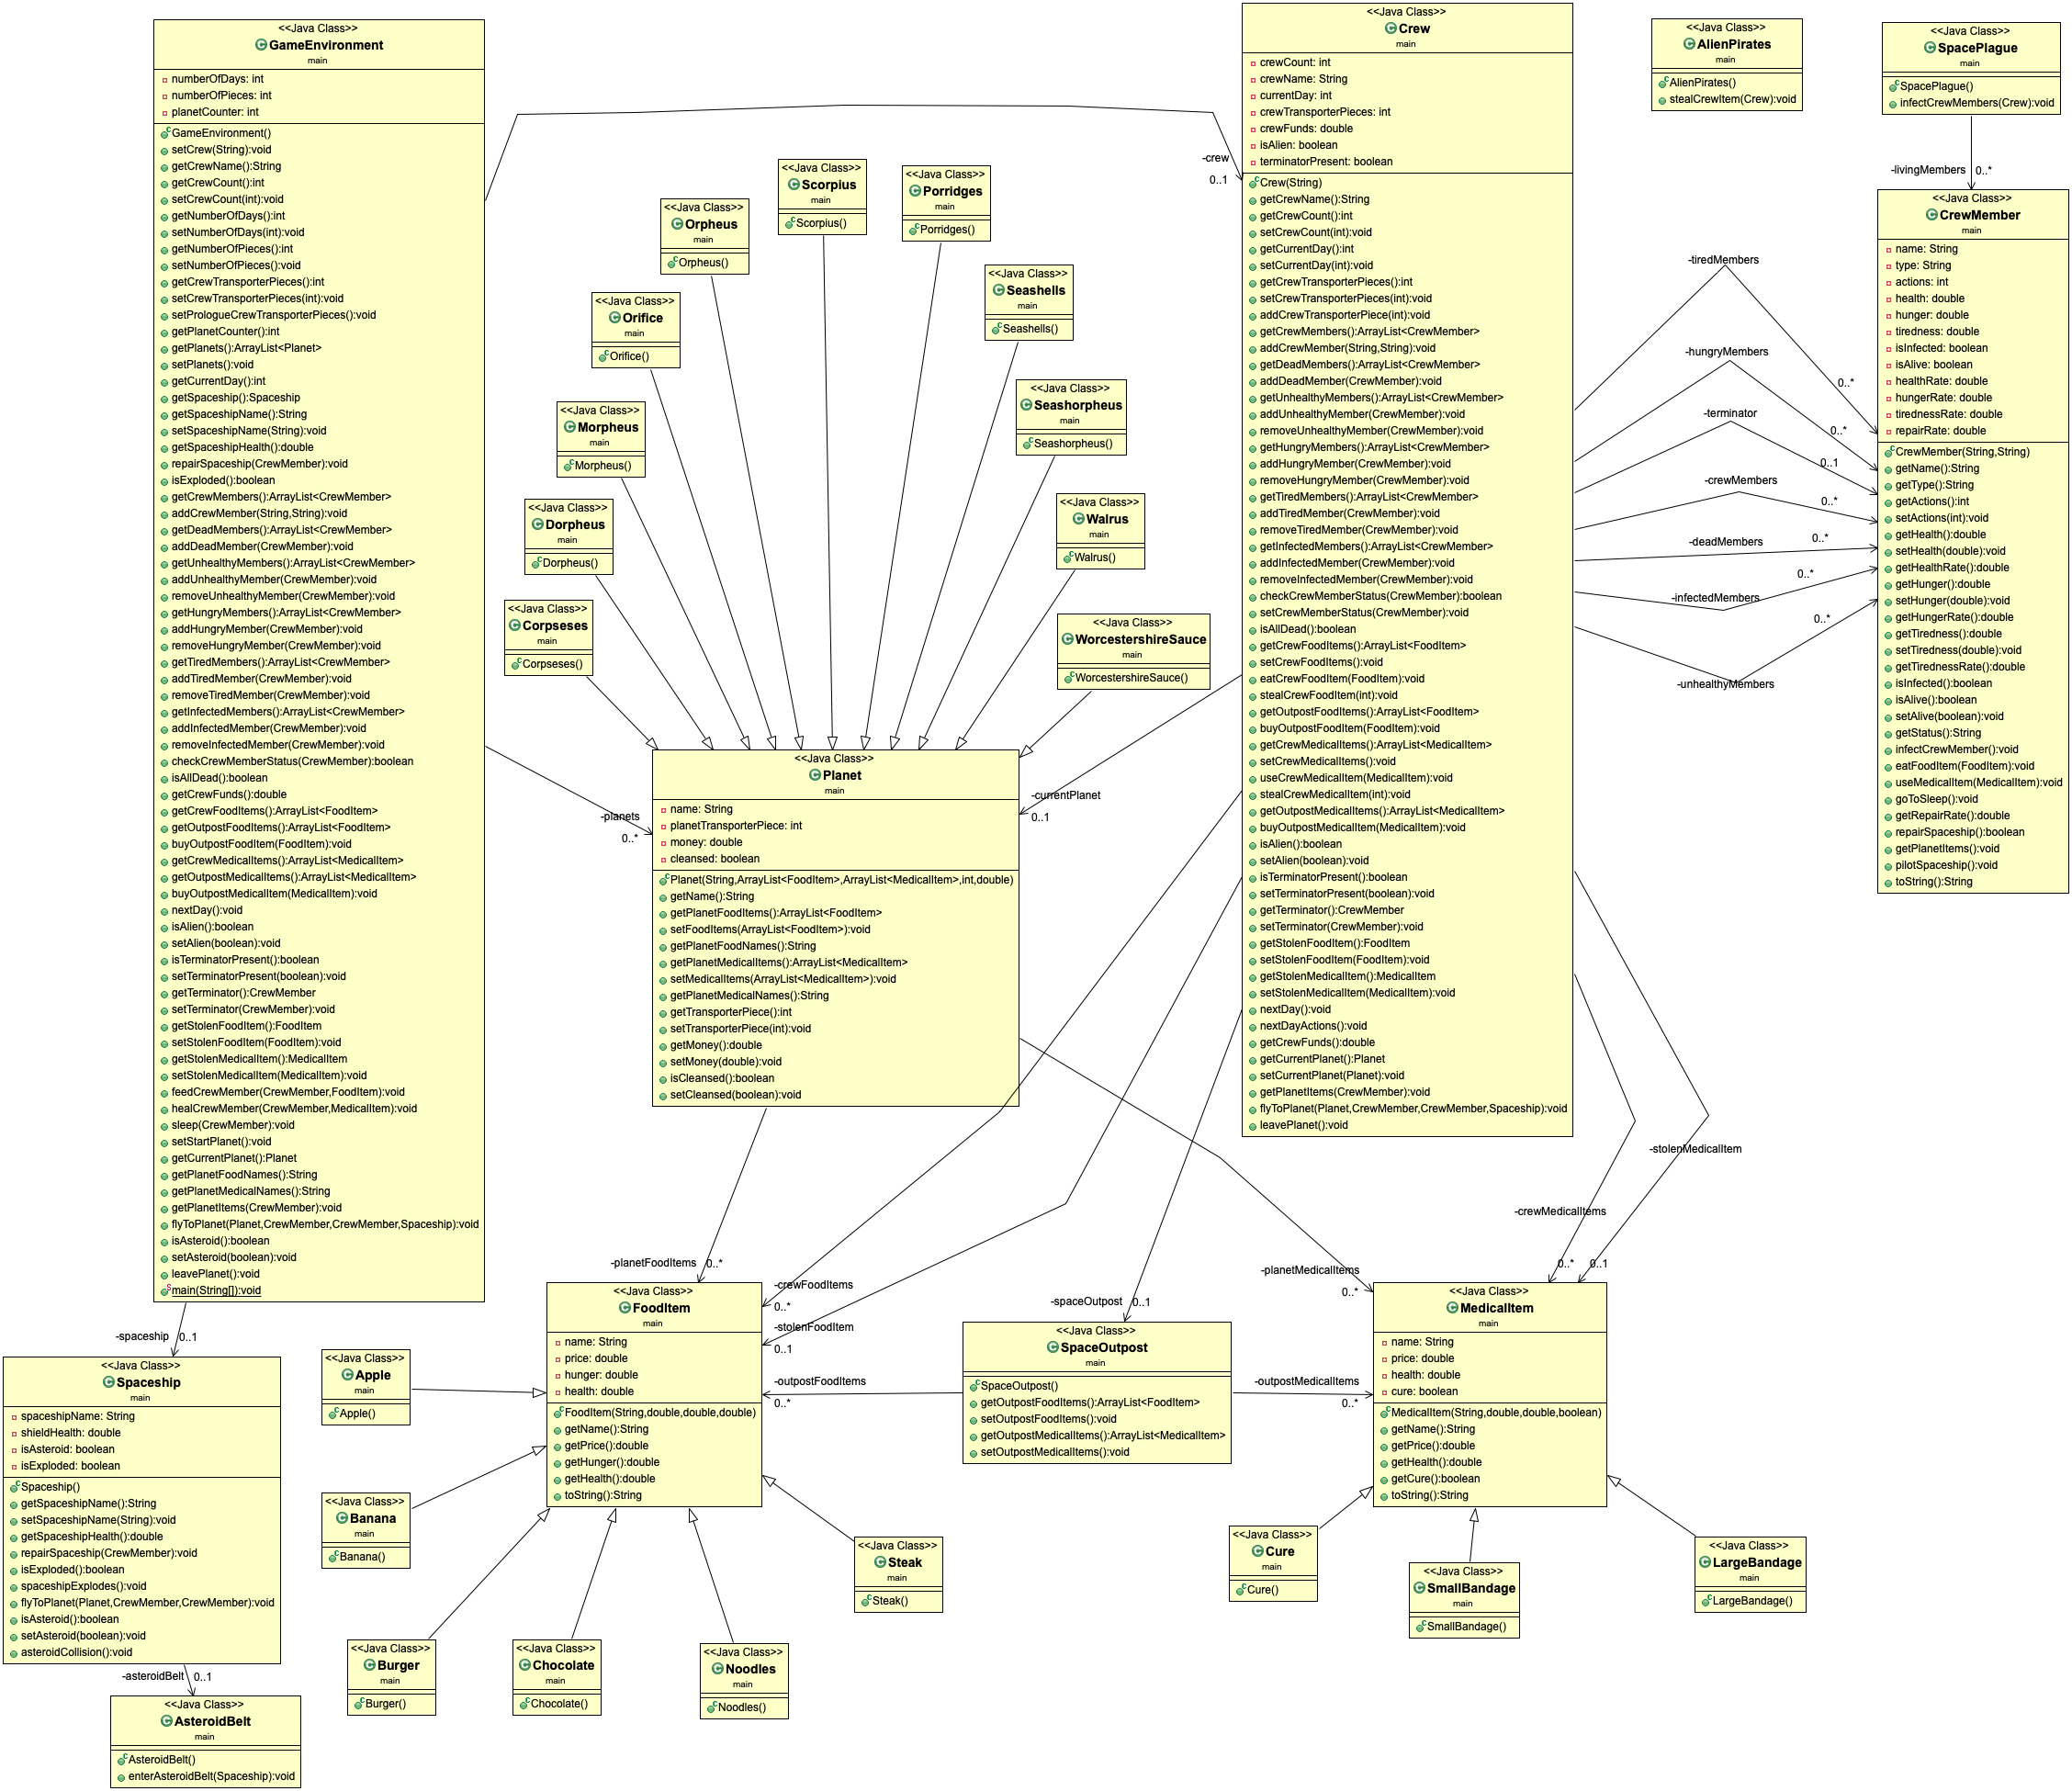 <<Java Class>>
GameEnvironment
main
numberOfDays: int
numberOfPieces: int
planetCounter: int
GameEnvironment()
setCrew(String):void
getCrewName():String
getCrewCount():int
setCrewCount(int):void
getNumberOfDays():int
setNumberOfDays(int):void
getNumberOfPieces():int
setNumberOfPieces():void
getCrewTransporterPieces():int
setCrewTransporterPieces(int):void
setPrologueCrewTransporterPieces():void
getPlanetCounter():int
getPlanets():ArrayList<Planet>
setPlanets():void
getCurrentDay():int
getSpaceship():Spaceship
getSpaceshipName():String
setSpaceshipName(String):void
getSpaceshipHealth():double
repairSpaceship(CrewMember):void
isExploded():boolean
getCrewMembers():ArrayList<CrewMember>
addCrewMember(String,String):void
getDeadMembers():ArrayList<CrewMember>
addDeadMember(CrewMember):void
getUnhealthyMembers():ArrayList<CrewMember>
addUnhealthyMember(CrewMember):void
removeUnhealthyMember(CrewMember):void
getHungryMembers():ArrayList<CrewMember>
addHungryMember(CrewMember):void
removeHungryMember(CrewMember):void
getTiredMembers():ArrayList<CrewMember>
addTiredMember(CrewMember):void
removeTiredMember(CrewMember):void
getInfectedMembers():ArrayList<CrewMember>
addInfectedMember(CrewMember):void
removeInfectedMember(CrewMember):void
checkCrewMemberStatus(CrewMember):boolean
isAllDead():boolean
getCrewFunds():double
getCrewFoodItems():ArrayList<FoodItem>
getOutpostFoodItems():ArrayList<FoodItem>
buyOutpostFoodItem(FoodItem):void
getCrewMedicalItems():ArrayList<MedicalItem>
getOutpostMedicalItems():ArrayList<MedicalItem>
buyOutpostMedicalItem(MedicalItem):void
nextDay():void
isAlien():boolean
setAlien(boolean):void
isTerminatorPresent():boolean
setTerminatorPresent(boolean):void
getTerminator():CrewMember
setTerminator(CrewMember):void
getStolenFoodItem():FoodItem
setStolenFoodItem(FoodItem):void
getStolenMedicalItem():MedicalItem
setStolenMedicalItem(MedicalItem):void
feedCrewMember(CrewMember,FoodItem):void
healCrewMember(CrewMember,MedicalItem):void
sleep(CrewMember):void
setStartPlanet():void
getCurrentPlanet():Planet
getPlanetFoodNames():String
getPlanetMedicalNames():String
getPlanetItems(CrewMember):void
flyToPlanet(Planet,CrewMember,CrewMember,Spaceship):void
isAsteroid():boolean
setAsteroid(boolean):void
leavePlanet():void
main(String[]):void
<<Java Class>>
Crew
main
crewCount: int
crewName: String
currentDay: int
crewTransporterPieces: int
crewFunds: double
isAlien: boolean
terminatorPresent: boolean
Crew(String)
getCrewName():String
getCrewCount():int
setCrewCount(int):void
getCurrentDay():int
setCurrentDay(int):void
getCrewTransporterPieces():int
setCrewTransporterPieces(int):void
addCrewTransporterPiece(int):void
getCrewMembers():ArrayList<CrewMember>
addCrewMember(String,String):void
getDeadMembers():ArrayList<CrewMember>
addDeadMember(CrewMember):void
getUnhealthyMembers():ArrayList<CrewMember>
addUnhealthyMember(CrewMember):void
removeUnhealthyMember(CrewMember):void
getHungryMembers():ArrayList<CrewMember>
addHungryMember(CrewMember):void
removeHungryMember(CrewMember):void
getTiredMembers():ArrayList<CrewMember>
addTiredMember(CrewMember):void
removeTiredMember(CrewMember):void
getInfectedMembers():ArrayList<CrewMember>
addInfectedMember(CrewMember):void
removeInfectedMember(CrewMember):void
checkCrewMemberStatus(CrewMember):boolean
setCrewMemberStatus(CrewMember):void
isAllDead():boolean
getCrewFoodItems():ArrayList<FoodItem>
setCrewFoodItems():void
eatCrewFoodItem(FoodItem):void
stealCrewFoodItem(int):void
getOutpostFoodItems():ArrayList<FoodItem>
buyOutpostFoodItem(FoodItem):void
getCrewMedicalItems():ArrayList<MedicalItem>
setCrewMedicalItems():void
useCrewMedicalItem(MedicalItem):void
stealCrewMedicalItem(int):void
getOutpostMedicalItems():ArrayList<MedicalItem>
buyOutpostMedicalItem(MedicalItem):void
isAlien():boolean
setAlien(boolean):void
isTerminatorPresent():boolean
setTerminatorPresent(boolean):void
getTerminator():CrewMember
setTerminator(CrewMember):void
getStolenFoodItem():FoodItem
setStolenFoodItem(FoodItem):void
getStolenMedicalItem():MedicalItem
setStolenMedicalItem(MedicalItem):void
nextDay():void
nextDayActions():void
getCrewFunds():double
getCurrentPlanet():Planet
setCurrentPlanet(Planet):void
getPlanetItems(CrewMember):void
flyToPlanet(Planet,CrewMember,CrewMember,Spaceship):void
leavePlanet():void
<<Java Class>>
AlienPirates
main
AlienPirates()
stealCrewItem(Crew):void
<<Java Class>>
SpacePlague
main
SpacePlague()
infectCrewMembers(Crew):void
-livingMembers
0..*
<<Java Class>>
CrewMember
main
name: String
type: String
actions: int
health: double
hunger: double
tiredness: double
isInfected: boolean
isAlive: boolean
healthRate: double
hungerRate: double
tirednessRate: double
repairRate: double
CrewMember(String,String)
getName():String
getType():String
getActions():int
setActions(int):void
getHealth():double
setHealth(double):void
getHealthRate():double
getHunger():double
setHunger(double):void
getHungerRate():double
getTiredness():double
setTiredness(double):void
getTirednessRate():double
isInfected():boolean
isAlive():boolean
setAlive(boolean):void
getStatus():String
infectCrewMember():void
eatFoodItem(FoodItem):void
useMedicalItem(MedicalItem):void
goToSleep():void
getRepairRate():double
repairSpaceship():boolean
getPlanetItems():void
pilotSpaceship():void
toString():String
-crew
0..1
-tiredMembers
0..*
-hungryMembers
0..*
-terminator
0..1
-crewMembers
0..*
-deadMembers
0..*
-infectedMembers
0..*
-unhealthyMembers
0..*
<<Java Class>>
Scorpius
main
Scorpius()
<<Java Class>>
Porridges
main
Porridges()
<<Java Class>>
Orpheus
main
Orpheus()
<<Java Class>>
Seashells
main
Seashells()
<<Java Class>>
Orifice
main
Orifice()
<<Java Class>>
Seashorpheus
main
Seashorpheus()
<<Java Class>>
Morpheus
main
Morpheus()
<<Java Class>>
Walrus
main
Walrus()
<<Java Class>>
Dorpheus
main
Dorpheus()
<<Java Class>>
Corpseses
main
Corpseses()
<<Java Class>>
WorcestershireSauce
main
WorcestershireSauce()
<<Java Class>>
Planet
main
name: String
planetTransporterPiece: int
money: double
cleansed: boolean
Planet(String,ArrayList<FoodItem>,ArrayList<MedicalItem>,int,double)
getName():String
getPlanetFoodItems():ArrayList<FoodItem>
setFoodItems(ArrayList<FoodItem>):void
getPlanetFoodNames():String
getPlanetMedicalItems():ArrayList<MedicalItem>
setMedicalItems(ArrayList<MedicalItem>):void
getPlanetMedicalNames():String
getTransporterPiece():int
setTransporterPiece(int):void
getMoney():double
setMoney(double):void
isCleansed():boolean
setCleansed(boolean):void
-planets
0..*
-currentPlanet
0..1
-planetFoodItems
0..*
-crewFoodItems
0..*
-stolenFoodItem
0..1
-outpostFoodItems
0..*
-spaceOutpost
0..1
-planetMedicalItems
0..*
-outpostMedicalItems
0..*
-crewMedicalItems
0..*
-stolenMedicalItem
0..1
<<Java Class>>
FoodItem
main
name: String
price: double
hunger: double
health: double
FoodItem(String,double,double,double)
getName():String
getPrice():double
getHunger():double
getHealth():double
toString():String
<<Java Class>>
SpaceOutpost
main
SpaceOutpost()
getOutpostFoodItems():ArrayList<FoodItem>
setOutpostFoodItems():void
getOutpostMedicalItems():ArrayList<MedicalItem>
setOutpostMedicalItems():void
<<Java Class>>
MedicalItem
main
name: String
price: double
health: double
cure: boolean
MedicalItem(String,double,double,boolean)
getName():String
getPrice():double
getHealth():double
getCure():boolean
toString():String
-spaceship
0..1
<<Java Class>>
Spaceship
main
spaceshipName: String
shieldHealth: double
isAsteroid: boolean
isExploded: boolean
Spaceship()
getSpaceshipName():String
setSpaceshipName(String):void
getSpaceshipHealth():double
repairSpaceship(CrewMember):void
isExploded():boolean
spaceshipExplodes():void
flyToPlanet(Planet,CrewMember,CrewMember):void
isAsteroid():boolean
setAsteroid(boolean):void
asteroidCollision():void
-asteroidBelt
0..1
<<Java Class>>
AsteroidBelt
main
AsteroidBelt()
enterAsteroidBelt(Spaceship):void
<<Java Class>>
Apple
main
Apple()
<<Java Class>>
Banana
main
Banana()
<<Java Class>>
Burger
main
Burger()
<<Java Class>>
Chocolate
main
Chocolate()
<<Java Class>>
Noodles
main
Noodles()
<<Java Class>>
Steak
main
Steak()
<<Java Class>>
Cure
main
Cure()
<<Java Class>>
SmallBandage
main
SmallBandage()
<<Java Class>>
LargeBandage
main
LargeBandage()